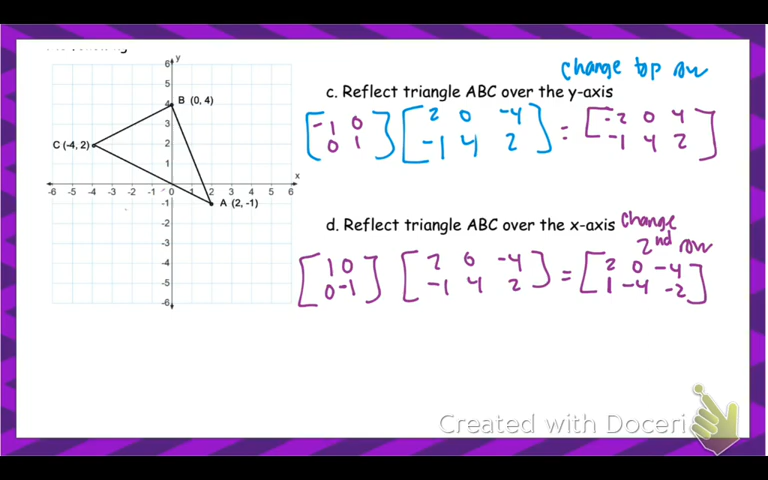 change top row
c. Reflect triangle ABC over the y-axis
[-1 0 [2 0 -4 = [-2 0 4
0 1] -1 4 2] -1 4 2]
d. Reflect triangle ABC over the x-axis change
2nd row
[1 0 [2 0 -4 = [2 0 -4
0 -1] -1 4 2] 1 -4 -2]
y
6
5
B (0, 4)
3
C (-4, 2)
2
1
x
-6 -5 -4 -3 -2 -1 0 1 2 3 4 5 6
-1
A (2, -1)
-2
-3
-4
-5
-6
Created with Doceri